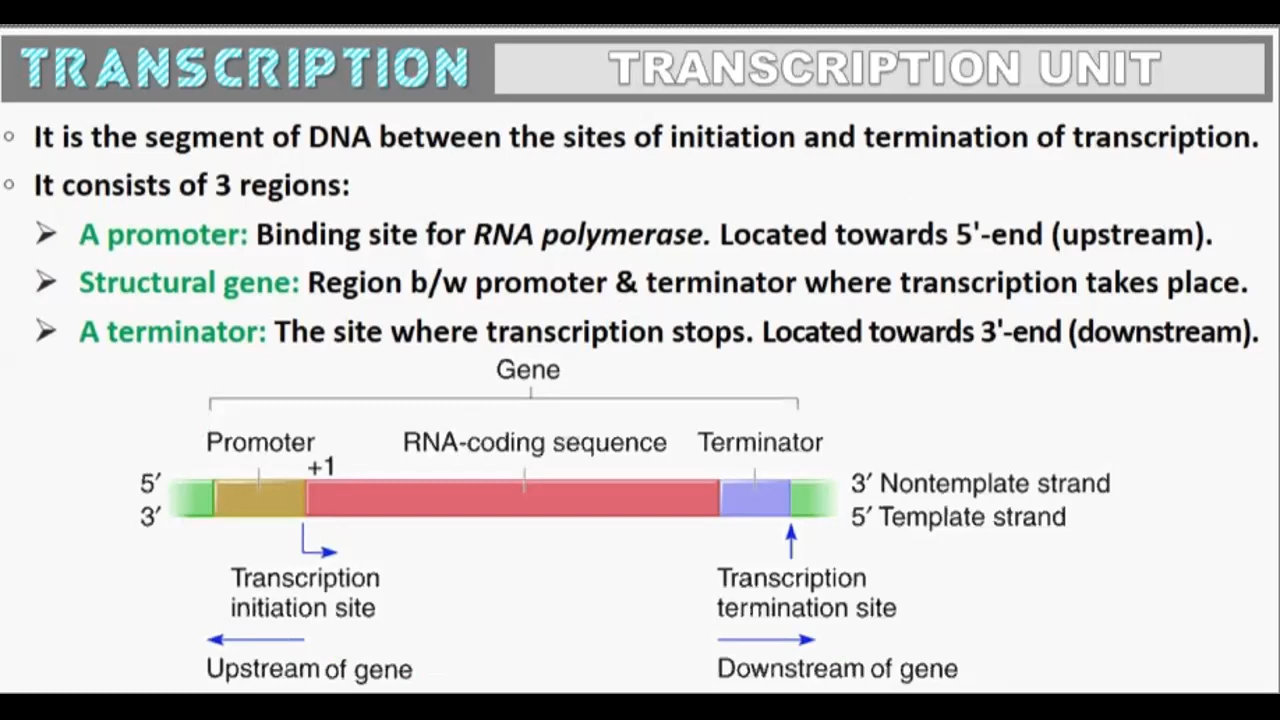 TRANSCRIPTION
TRANSCRIPTION UNIT
◦ It is the segment of DNA between the sites of initiation and termination of transcription.
◦ It consists of 3 regions:
➢ A promoter: Binding site for RNA polymerase. Located towards 5'-end (upstream).
➢ Structural gene: Region b/w promoter & terminator where transcription takes place.
➢ A terminator: The site where transcription stops. Located towards 3'-end (downstream).
Gene
Promoter RNA-coding sequence Terminator
+1
5′ 3′ Nontemplate strand
3′ 5′ Template strand
Transcription
initiation site
Transcription
termination site
Upstream of gene
Downstream of gene